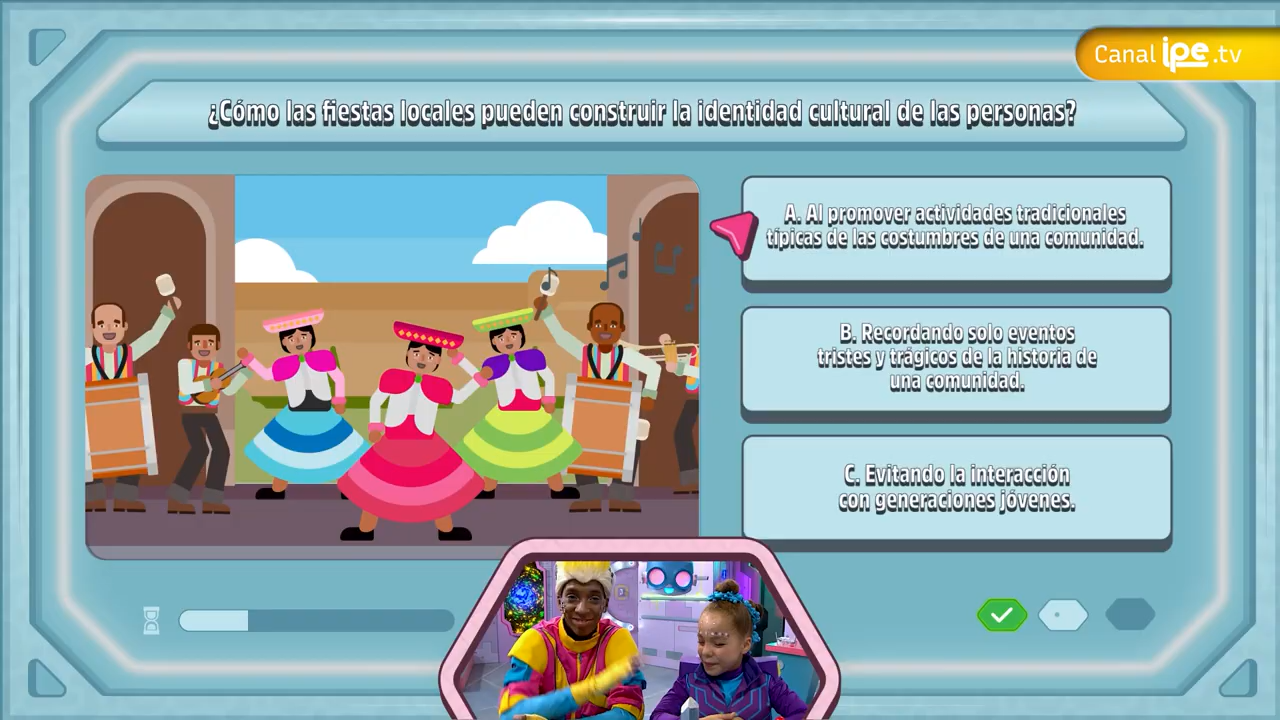 Canal ipe.tv
¿Cómo las fiestas locales pueden construir la identidad cultural de las personas?
A. Al promover actividades tradicionales
típicas de las costumbres de una comunidad.
B. Recordando solo eventos
tristes y trágicos de la historia de
una comunidad.
C. Evitando la interacción
con generaciones jóvenes.